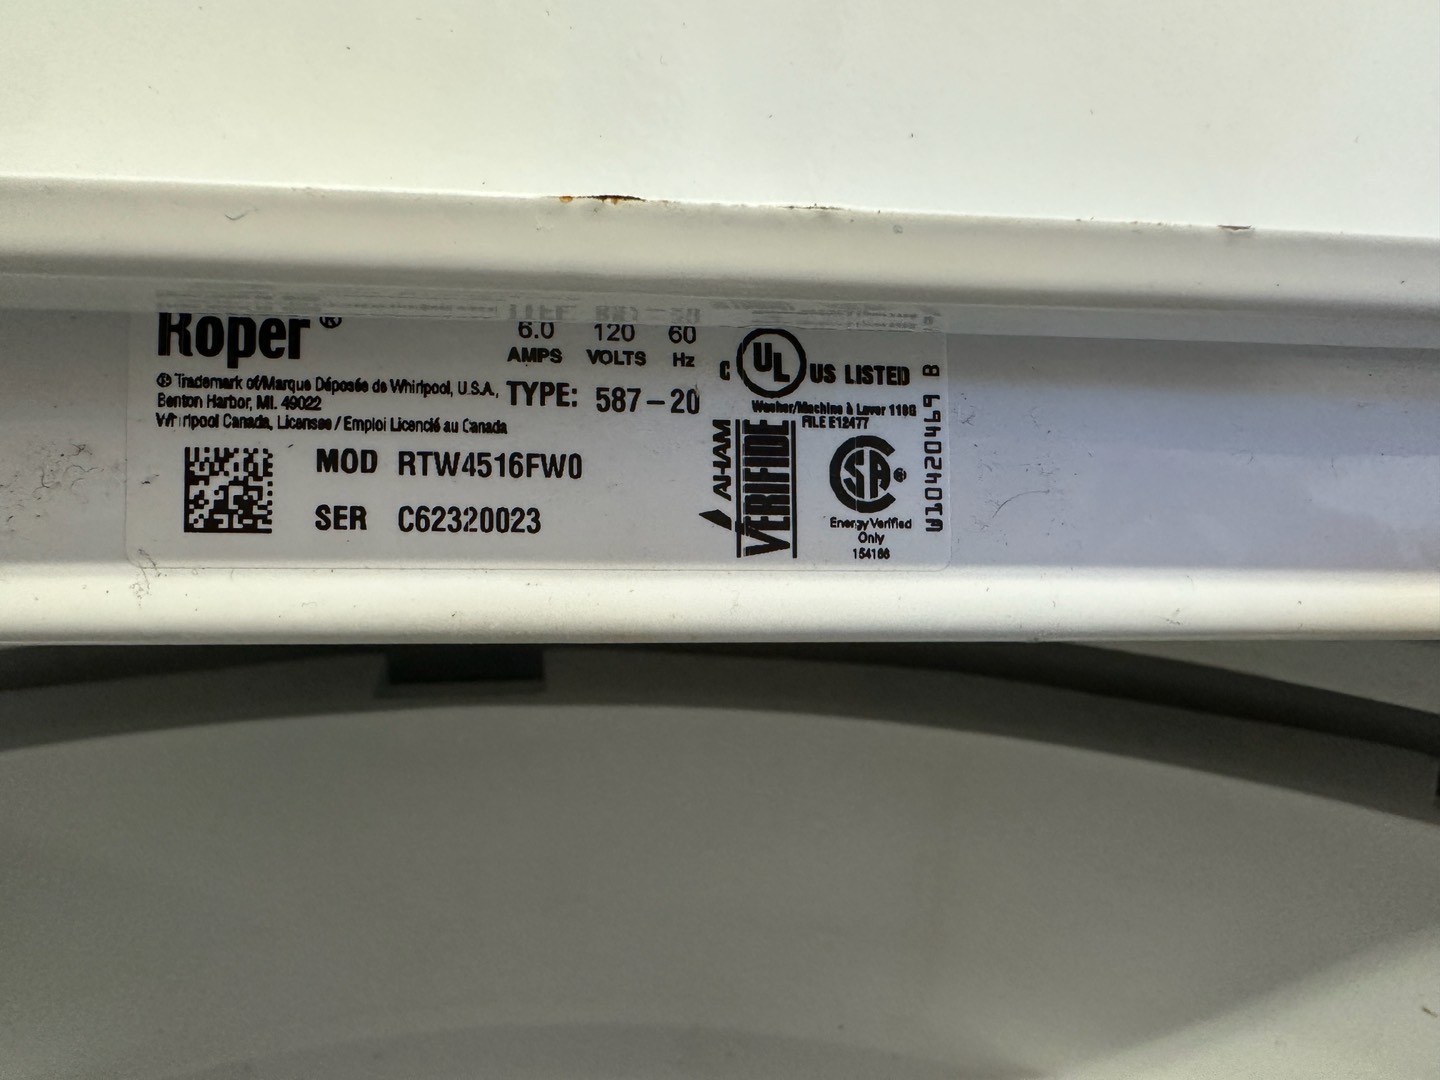 Roper®
6.0 120 60
AMPS VOLTS Hz
® Trademark of/Marque Déposée de Whirlpool, U.S.A.,
Benton Harbor, MI. 49022
Whirlpool Canada, Licensee / Emploi Licencié au Canada
TYPE: 587-20
MOD RTW4516FW0
SER C62320023
C UL US LISTED
Washer/Machine à Laver 119G
FILE E12477
AHAM
VERIFIDE
CSA®
Energy Verified
Only
154166
W10420469 B